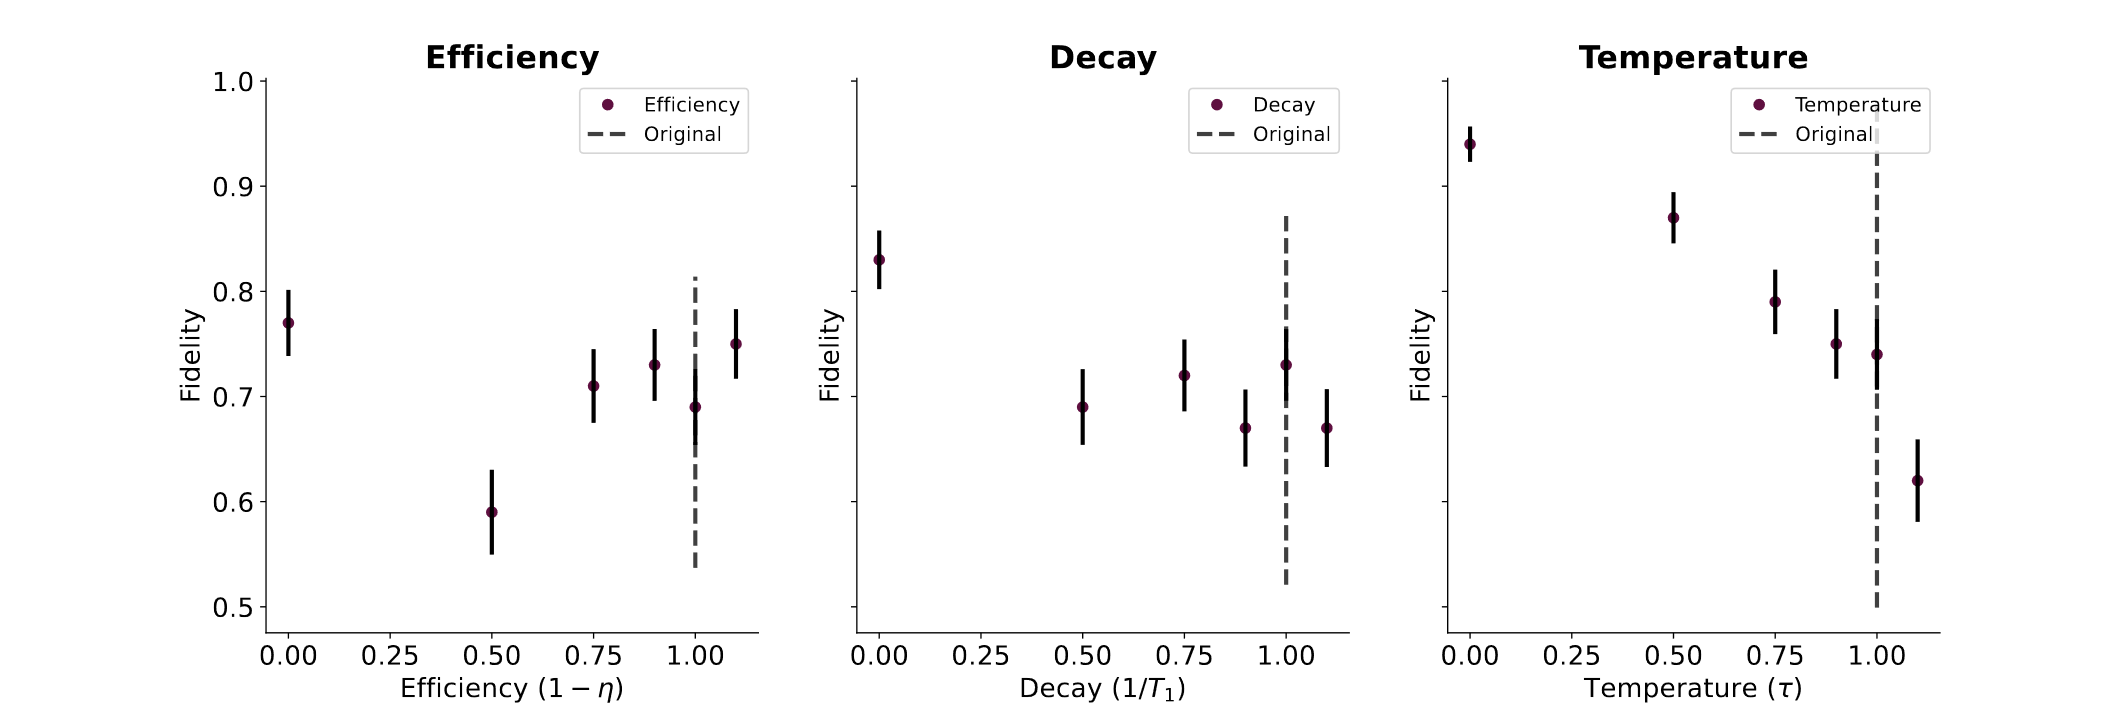 Efficiency
Decay
Temperature
Efficiency
Original
Decay
Original
Temperature
Original
1.0
0.9
0.8
0.7
0.6
0.5
Fidelity
Fidelity
Fidelity
0.00 0.25 0.50 0.75 1.00
0.00 0.25 0.50 0.75 1.00
0.00 0.25 0.50 0.75 1.00
Efficiency (1 − η)
Decay (1/T₁)
Temperature (τ)